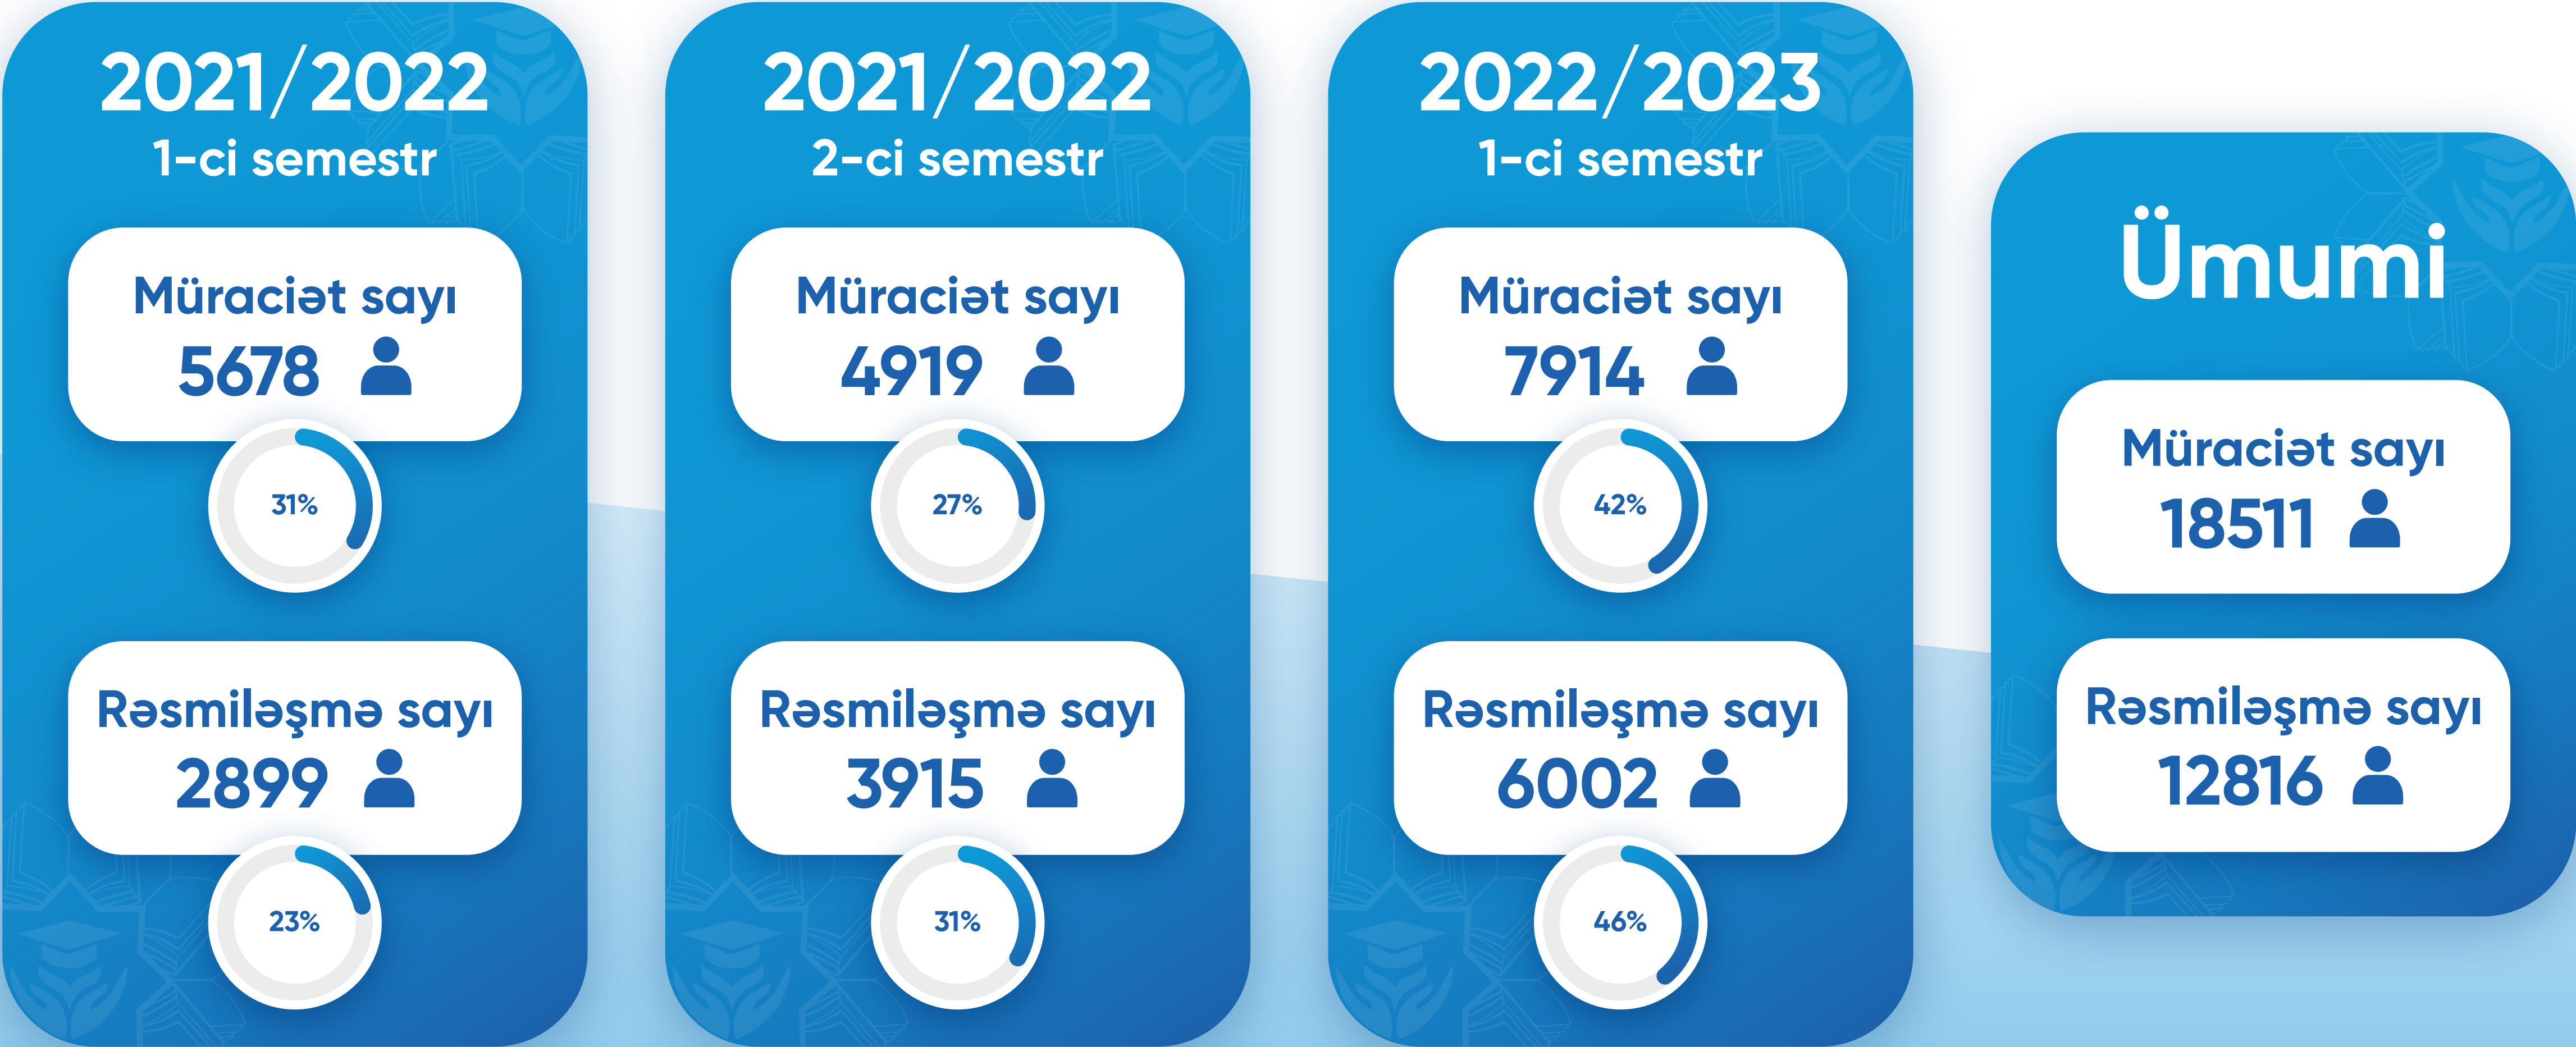 2021/2022
1-ci semestr
Müraciət sayı
5678
31%
Rəsmiləşmə sayı
2899
23%
2021/2022
2-ci semestr
Müraciət sayı
4919
27%
Rəsmiləşmə sayı
3915
31%
2022/2023
1-ci semestr
Müraciət sayı
7914
42%
Rəsmiləşmə sayı
6002
46%
Ümumi
Müraciət sayı
18511
Rəsmiləşmə sayı
12816